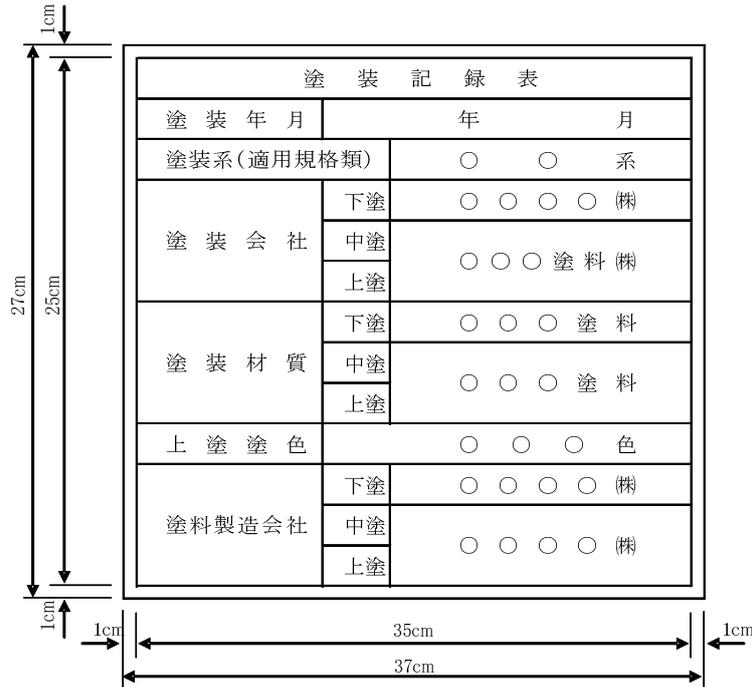 1cm
塗装記録表
塗装年月 年 月
塗装系(適用規格類) ○ ○ 系
下塗 ○ ○ ○ ○ ㈱
塗装会社 中塗 ○ ○ ○ 塗料㈱
上塗
27cm
25cm
下塗 ○ ○ ○ 塗料
塗装材質 中塗 ○ ○ ○ 塗料
上塗
上塗塗色 ○ ○ ○ 色
下塗 ○ ○ ○ ○ ㈱
塗料製造会社 中塗 ○ ○ ○ ○ ㈱
上塗
1cm
1cm 35cm 1cm
37cm